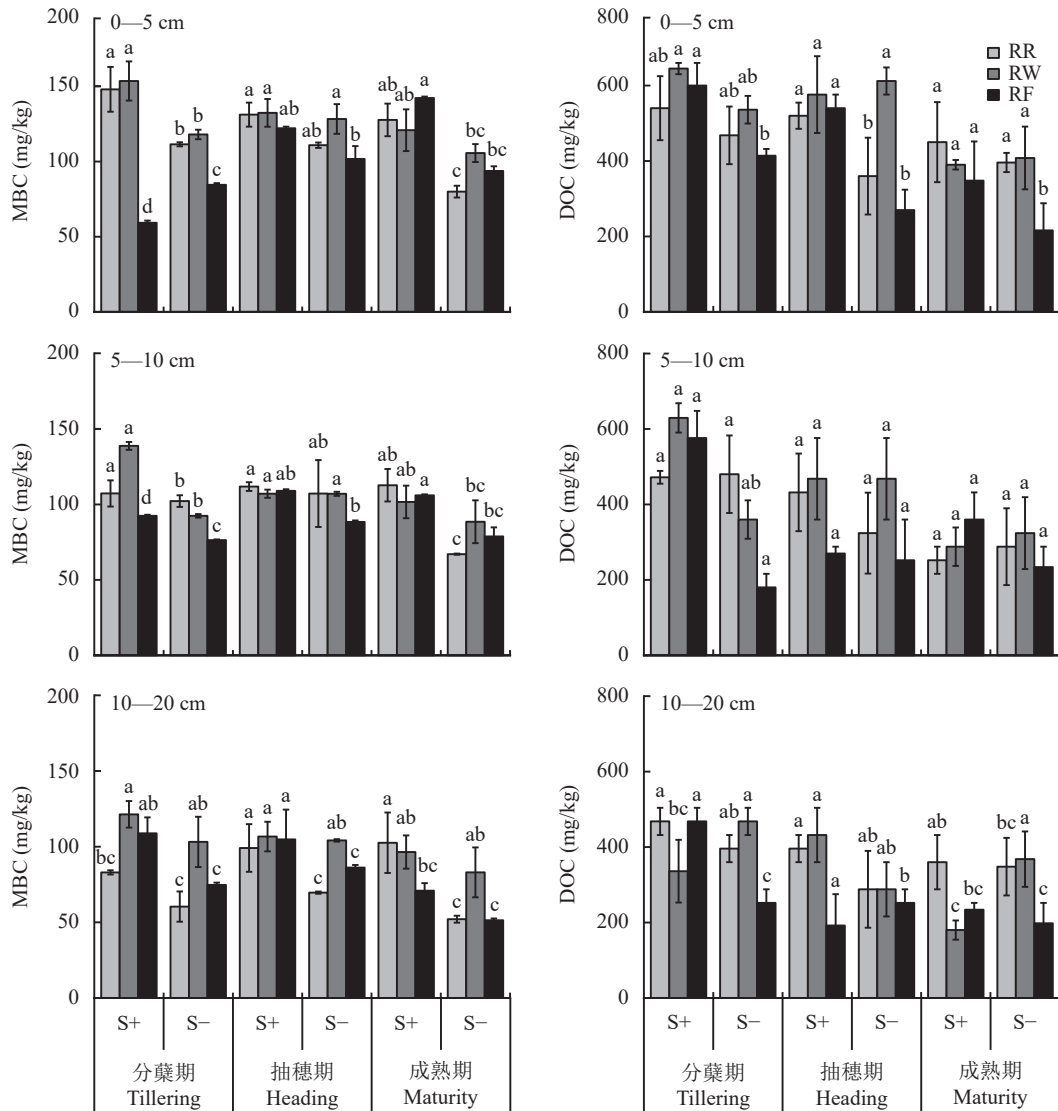 200
0—5 cm
a
a
a
a
ab
a
ab
ab
a
b
b
c
ab
b
bc
bc
c
d
150
100
50
0
MBC (mg/kg)
800
0—5 cm
RR
RW
RF
ab
a
a
ab
a
b
a
a
a
b
a
b
a
a
a
a
a
b
600
400
200
0
DOC (mg/kg)
200
5—10 cm
a
a
d
b
b
c
a
a
ab
ab
a
b
ab
ab
a
c
bc
bc
150
100
50
0
MBC (mg/kg)
800
5—10 cm
a
a
a
a
ab
a
a
a
a
a
a
a
a
a
a
a
a
a
600
400
200
0
DOC (mg/kg)
200
10—20 cm
bc
a
ab
c
ab
c
a
a
a
c
ab
c
a
ab
bc
c
ab
c
150
100
50
0
MBC (mg/kg)
800
10—20 cm
a
bc
a
ab
a
c
a
a
a
ab
ab
b
ab
c
bc
ab
a
c
600
400
200
0
DOC (mg/kg)
S+ S− S+ S− S+ S−
分蘖期 抽穗期 成熟期
Tillering Heading Maturity
S+ S− S+ S− S+ S−
分蘖期 抽穗期 成熟期
Tillering Heading Maturity